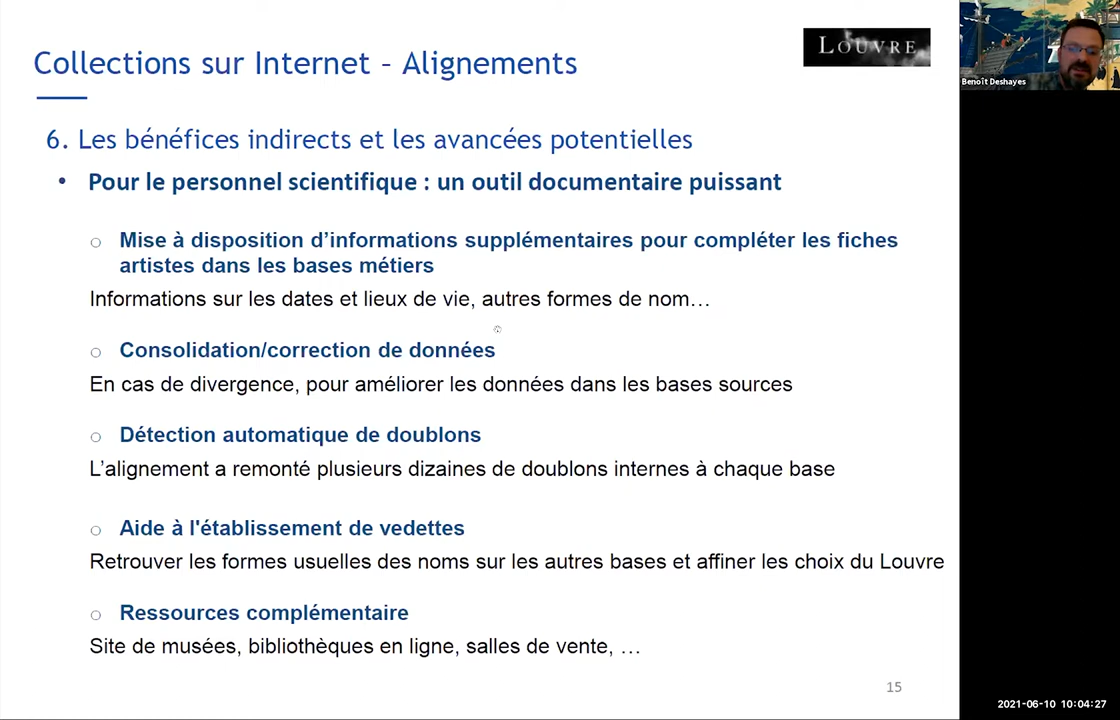 Collections sur Internet – Alignements
LOUVRE
Benoît Deshayes
6. Les bénéfices indirects et les avancées potentielles
• Pour le personnel scientifique : un outil documentaire puissant
○ Mise à disposition d’informations supplémentaires pour compléter les fiches
artistes dans les bases métiers
Informations sur les dates et lieux de vie, autres formes de nom…
○ Consolidation/correction de données
En cas de divergence, pour améliorer les données dans les bases sources
○ Détection automatique de doublons
L’alignement a remonté plusieurs dizaines de doublons internes à chaque base
○ Aide à l'établissement de vedettes
Retrouver les formes usuelles des noms sur les autres bases et affiner les choix du Louvre
○ Ressources complémentaire
Site de musées, bibliothèques en ligne, salles de vente, …
15
2021-06-10 10:04:27